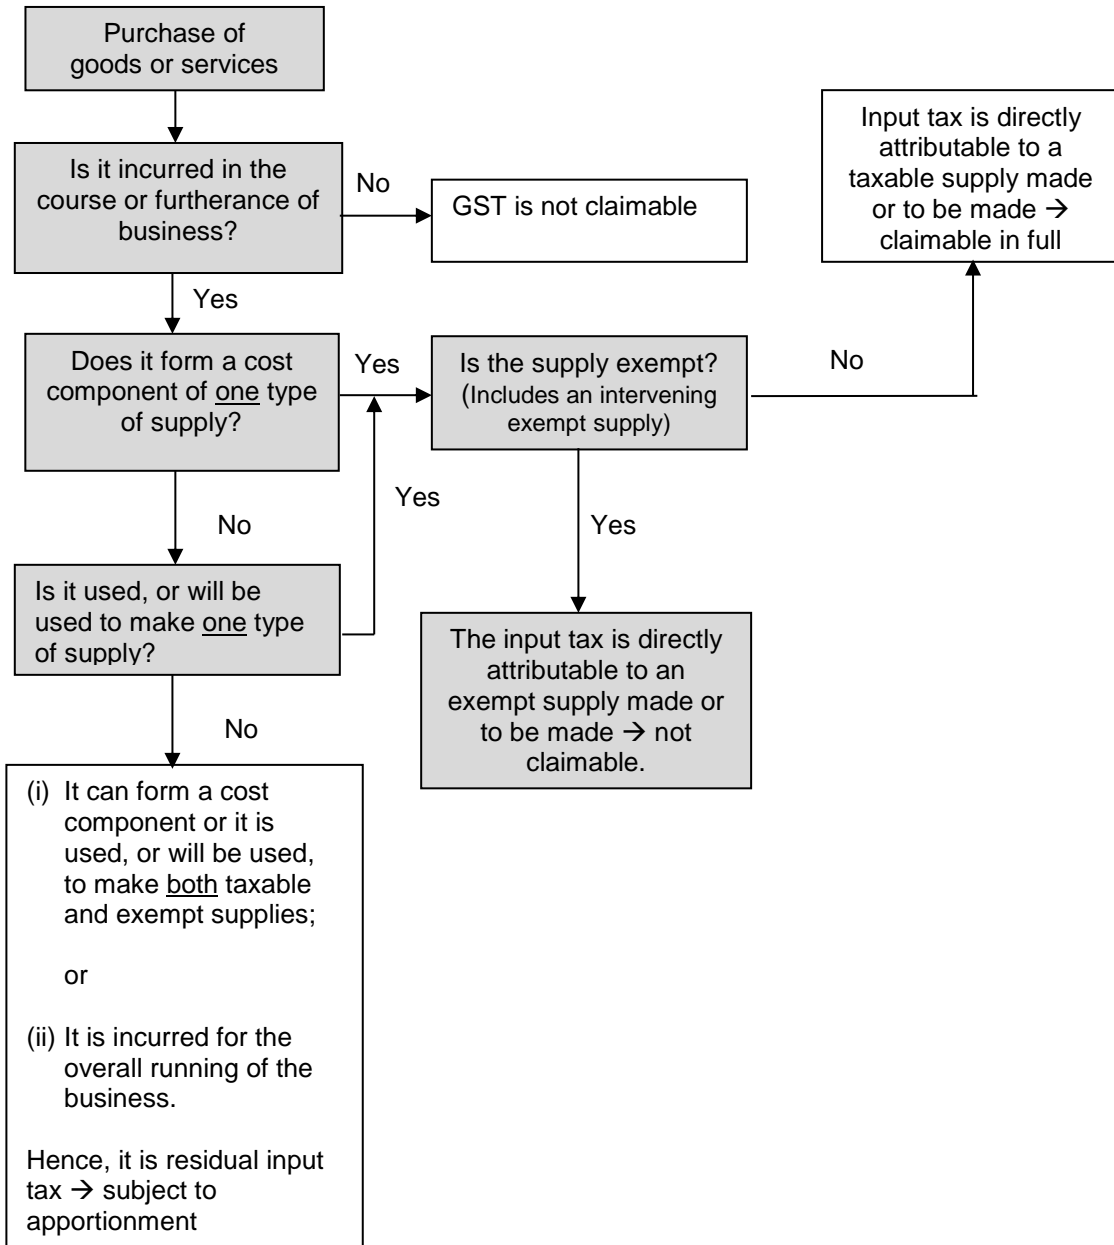 Purchase of
goods or services
Is it incurred in the
course or furtherance of
business?
No
GST is not claimable
Input tax is directly
attributable to a
taxable supply made
or to be made →
claimable in full
Yes
Does it form a cost
component of one type
of supply?
Yes
Is the supply exempt?
(Includes an intervening
exempt supply)
No
Yes
No
Yes
Is it used, or will be
used to make one type
of supply?
The input tax is directly
attributable to an
exempt supply made or
to be made → not
claimable.
No
(i) It can form a cost
component or it is
used, or will be used,
to make both taxable
and exempt supplies;
or
(ii) It is incurred for the
overall running of the
business.
Hence, it is residual input
tax → subject to
apportionment